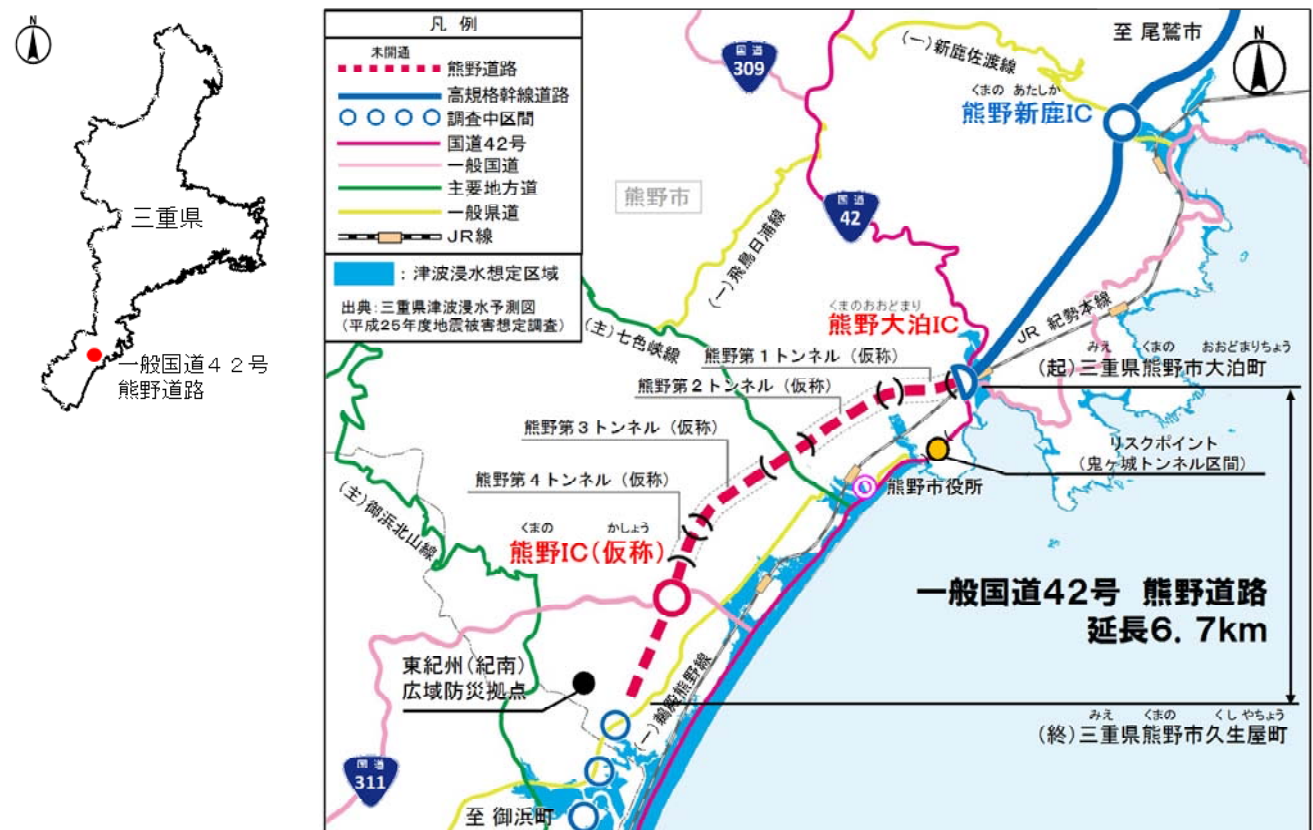 N
三重県
一般国道42号
熊野道路
凡 例
未開通
熊野道路
高規格幹線道路
調査中区間
国道42号
一般国道
主要地方道
一般県道
JR線
:津波浸水想定区域
出典:三重県津波浸水予測図
(平成25年度地震被害想定調査)
国道
309
(一)新鹿佐渡線
至 尾鷲市
N
くまの あたしか
熊野新鹿IC
熊野市
国道
42
(一)飛鳥日浦線
くまのおおどまり
熊野大泊IC
JR 紀勢本線
(主)七色峡線
みえ くまの おおどまりちょう
(起)三重県熊野市大泊町
熊野第1トンネル(仮称)
熊野第2トンネル(仮称)
熊野第3トンネル(仮称)
熊野第4トンネル(仮称)
リスクポイント
(鬼ヶ城トンネル区間)
熊野市役所
(主)御浜北山線
くまの かしょう
熊野IC(仮称)
一般国道42号 熊野道路
延長6.7km
東紀州(紀南)
広域防災拠点
(一)鵜殿熊野線
みえ くまの くしやちょう
(終)三重県熊野市久生屋町
国道
311
至 御浜町